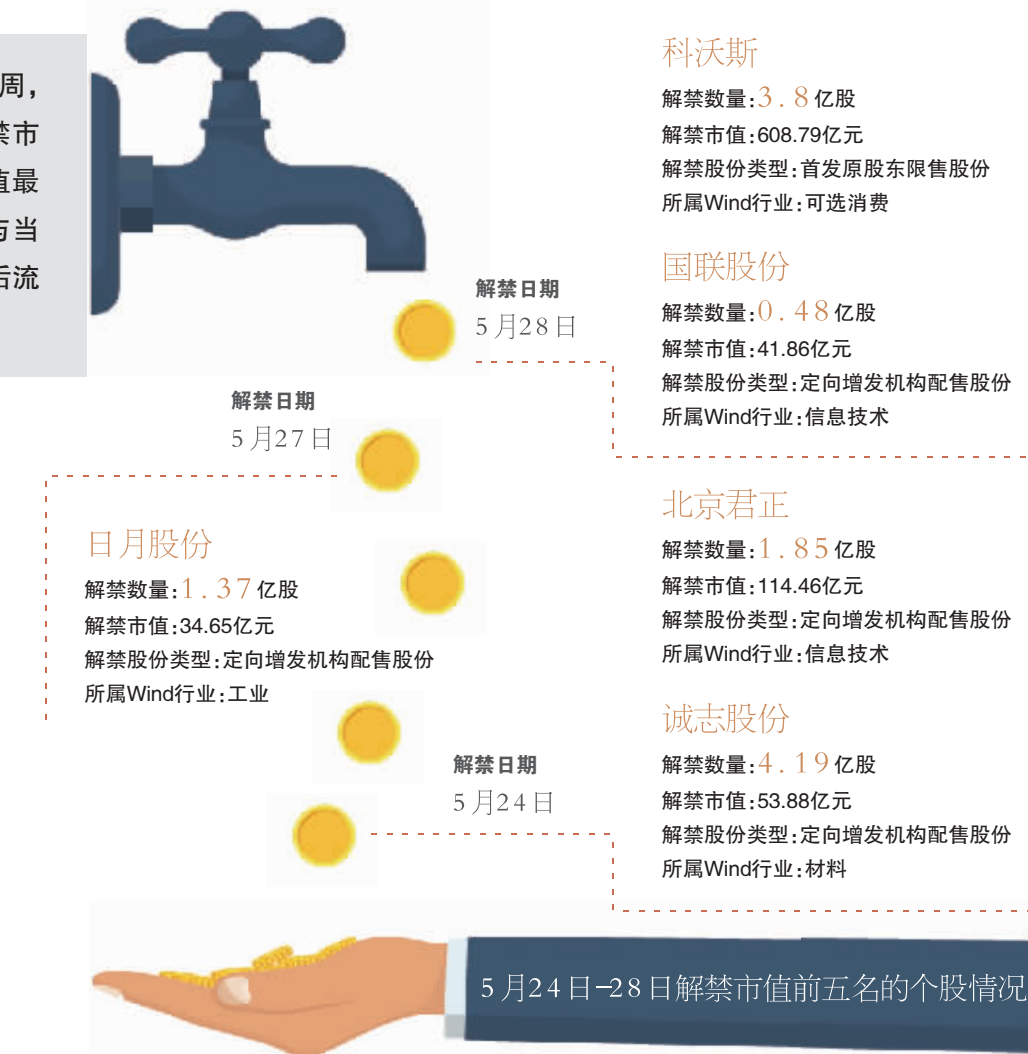 周，
禁市
值最
与当
后流
科沃斯
解禁数量：3.8亿股
解禁市值：608.79亿元
解禁股份类型：首发原股东限售股份
所属Wind行业：可选消费
国联股份
解禁数量：0.48亿股
解禁市值：41.86亿元
解禁股份类型：定向增发机构配售股份
所属Wind行业：信息技术
解禁日期
5月28日
解禁日期
5月27日
日月股份
解禁数量：1.37亿股
解禁市值：34.65亿元
解禁股份类型：定向增发机构配售股份
所属Wind行业：工业
北京君正
解禁数量：1.85亿股
解禁市值：114.46亿元
解禁股份类型：定向增发机构配售股份
所属Wind行业：信息技术
诚志股份
解禁数量：4.19亿股
解禁市值：53.88亿元
解禁股份类型：定向增发机构配售股份
所属Wind行业：材料
解禁日期
5月24日
5月24日-28日解禁市值前五名的个股情况